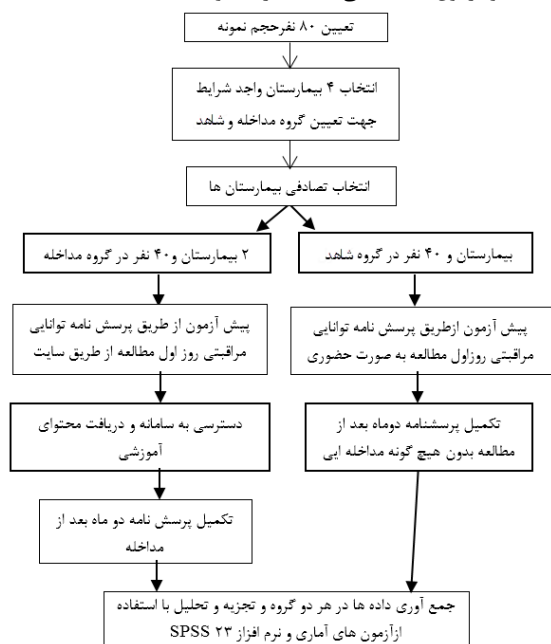 تعیین ۸۰ نفرحجم نمونه
انتخاب ۴ بیمارستان واجد شرایط
جهت تعیین گروه مداخله و شاهد
انتخاب تصادفی بیمارستان ها
بیمارستان و ۴۰ نفر در گروه شاهد
۲ بیمارستان و۴۰ نفر در گروه مداخله
پیش آزمون ازطریق پرسش نامه توانایی
مراقبتی روزاول مطالعه به صورت حضوری
پیش آزمون از طریق پرسش نامه توانایی
مراقبتی روز اول مطالعه از طریق سایت
تکمیل پرسشنامه دوماه بعد از
مطالعه بدون هیچ گونه مداخله ایی
دسترسی به سامانه و دریافت محتوای
آموزشی
تکمیل پرسش نامه دو ماه بعد از
مداخله
جمع آوری داده ها در هر دو گروه و تجزیه و تحلیل با استفاده
ازآزمون های آماری و نرم افزار SPSS ۲۳